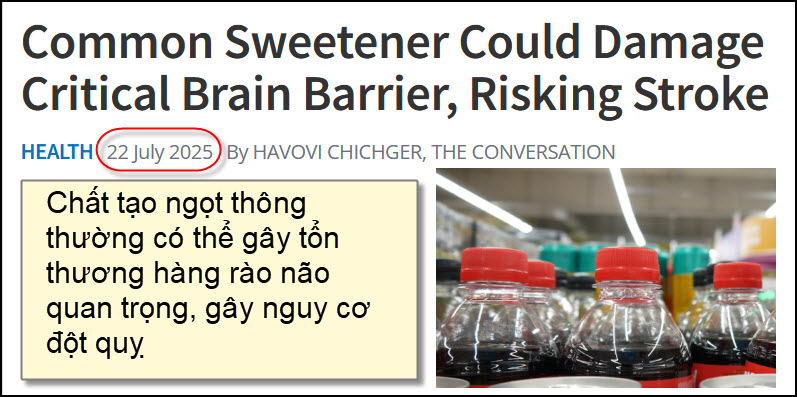 Common Sweetener Could Damage
Critical Brain Barrier, Risking Stroke
HEALTH 22 July 2025 By HAVOVI CHICHGER, THE CONVERSATION
Chất tạo ngọt thông
thường có thể gây tổn
thương hàng rào não
quan trọng, gây nguy cơ
đột quỵ